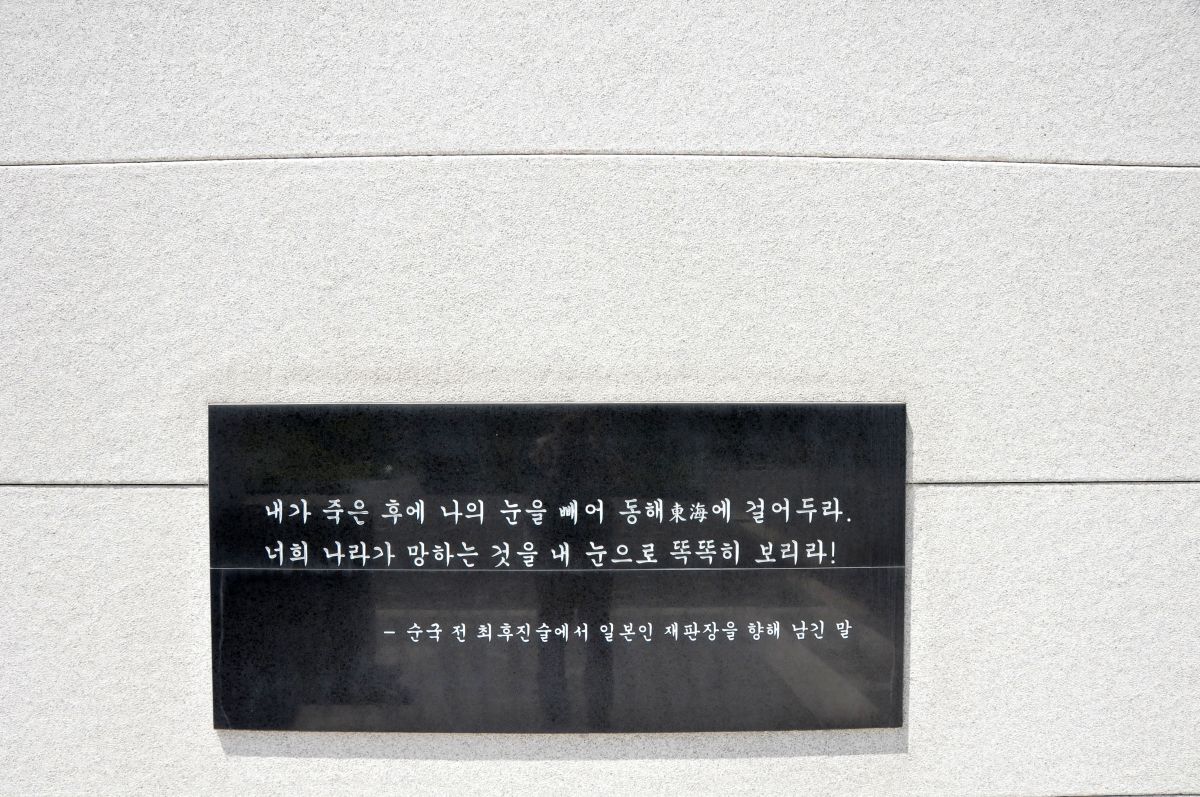 내가 죽은 후에 나의 눈을 빼어 동해東海에 걸어두라.
너희 나라가 망하는 것을 내 눈으로 똑똑히 보리라!
- 순국 전 최후진술에서 일본인 재판장을 향해 남긴 말